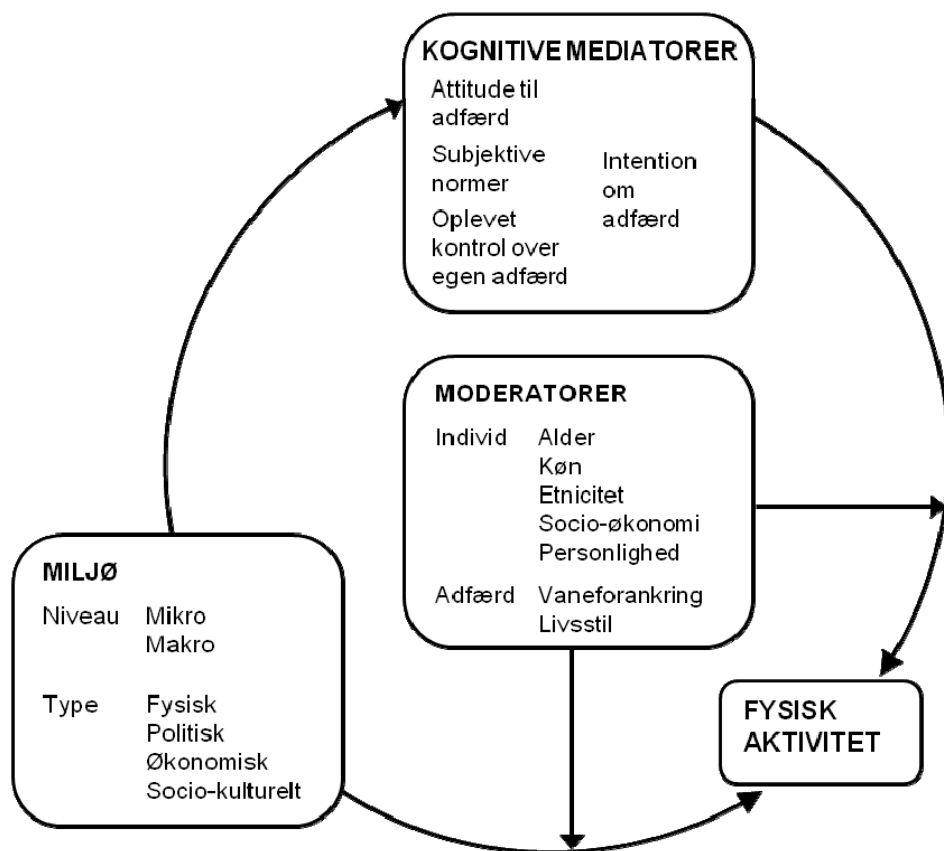 KOGNITIVE MEDIATORER
Attitude til
adfærd
Subjektive
normer
Oplevet
kontrol over
egen adfærd
Intention
om
adfærd
MODERATORER
Individ Alder
Køn
Etnicitet
Socio-økonomi
Personlighed
Adfærd Vaneforankring
Livsstil
MILJØ
Niveau Mikro
Makro
Type Fysisk
Politisk
Økonomisk
Socio-kulturelt
FYSISK
AKTIVITET